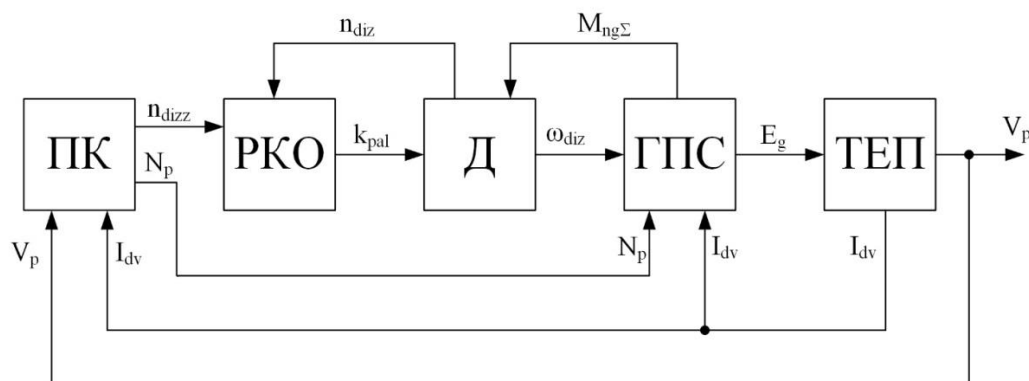 n_diz
M_ngΣ
ПК
n_dizz
РКО
k_pal
Д
ω_diz
ГПС
E_g
ТЕП
V_p
N_p
V_p
I_dv
N_p
I_dv
I_dv